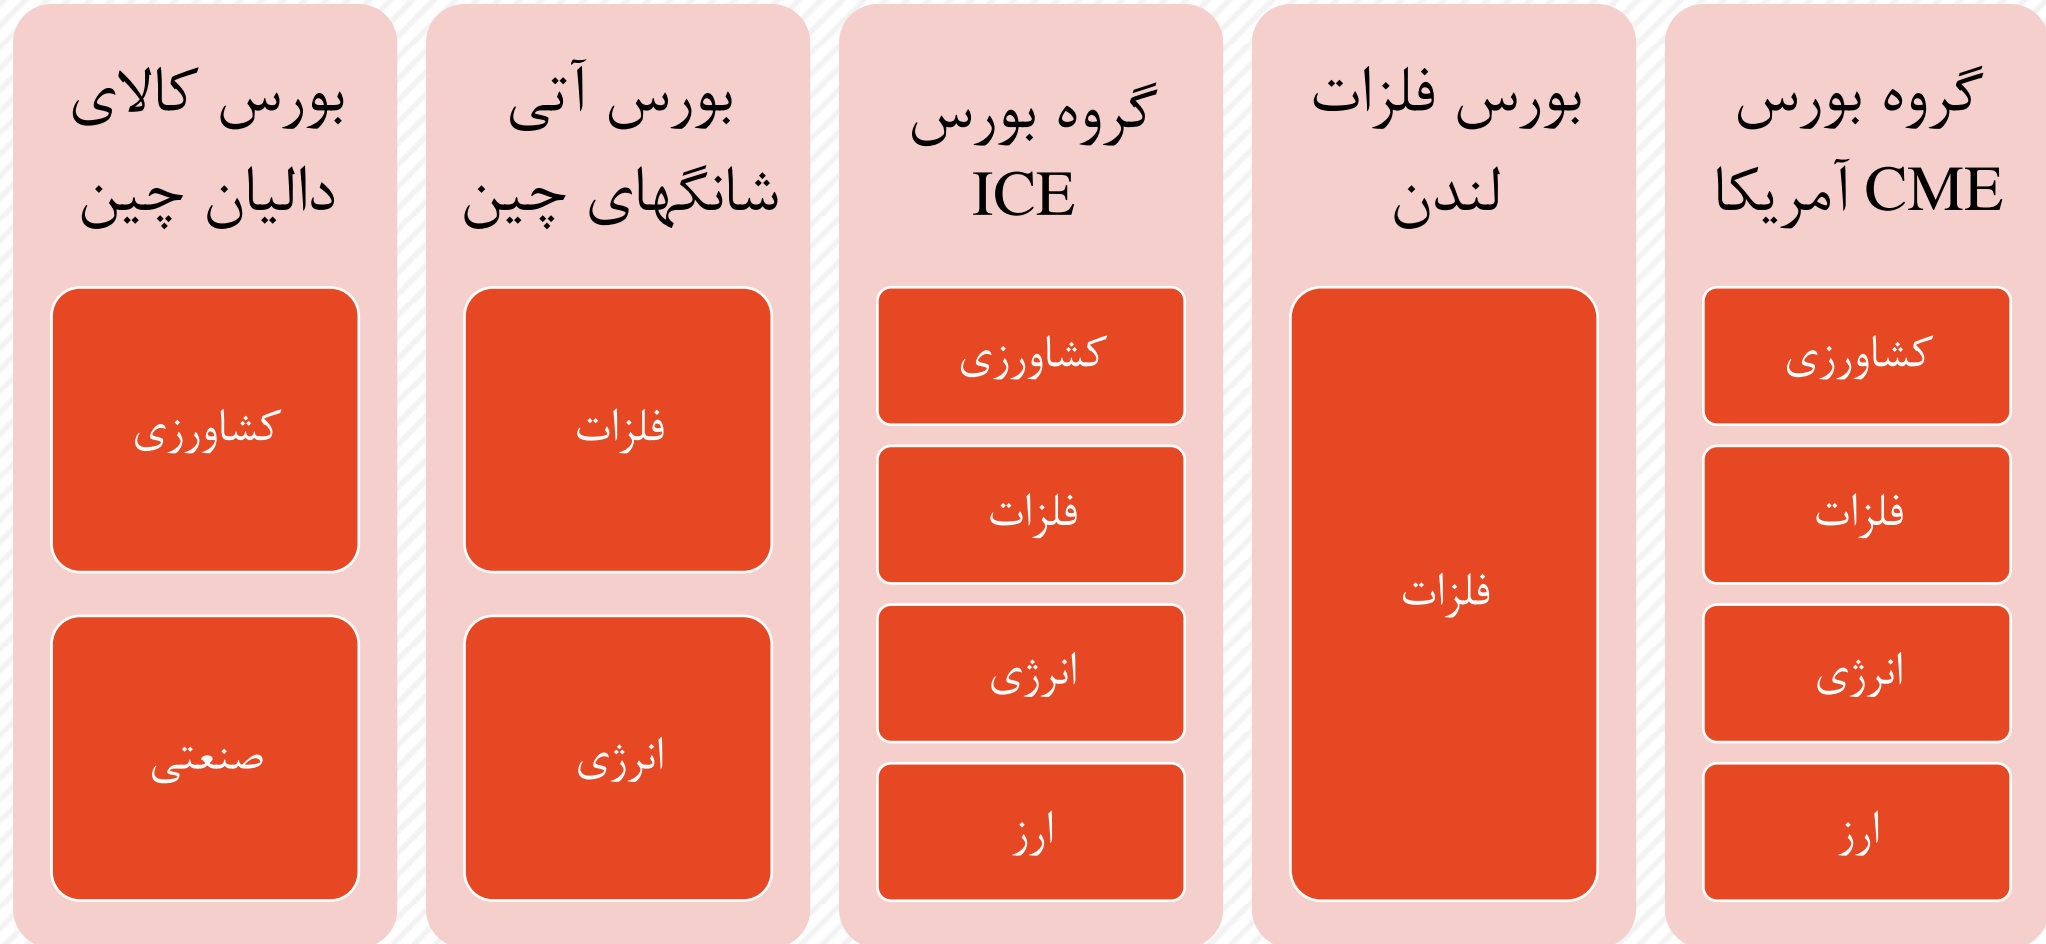 گروه بورس
CME آمریکا
کشاورزی
فلزات
انرژی
ارز
بورس فلزات
لندن
فلزات
گروه بورس
ICE
کشاورزی
فلزات
انرژی
ارز
بورس آتی
شانگهای چین
فلزات
انرژی
بورس کالای
دالیان چین
کشاورزی
صنعتی